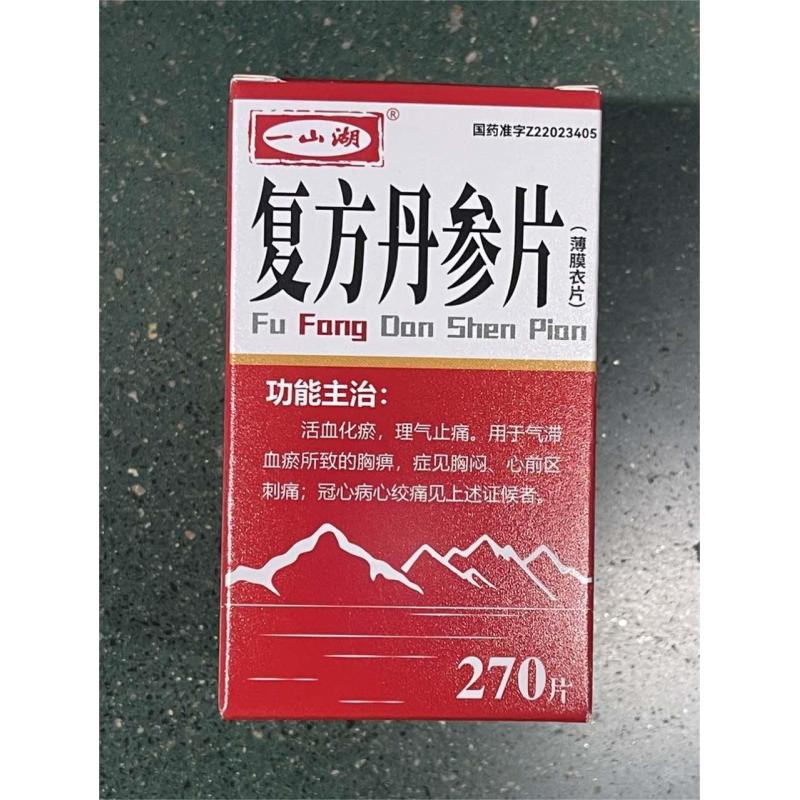 一山湖®
国药准字Z22023405
复方丹参片
(薄膜衣片)
Fu Fang Dan Shen Pian
功能主治:
活血化瘀,理气止痛。用于气滞
血瘀所致的胸痹,症见胸闷、心前区
刺痛;冠心病心绞痛见上述证候者。
270片